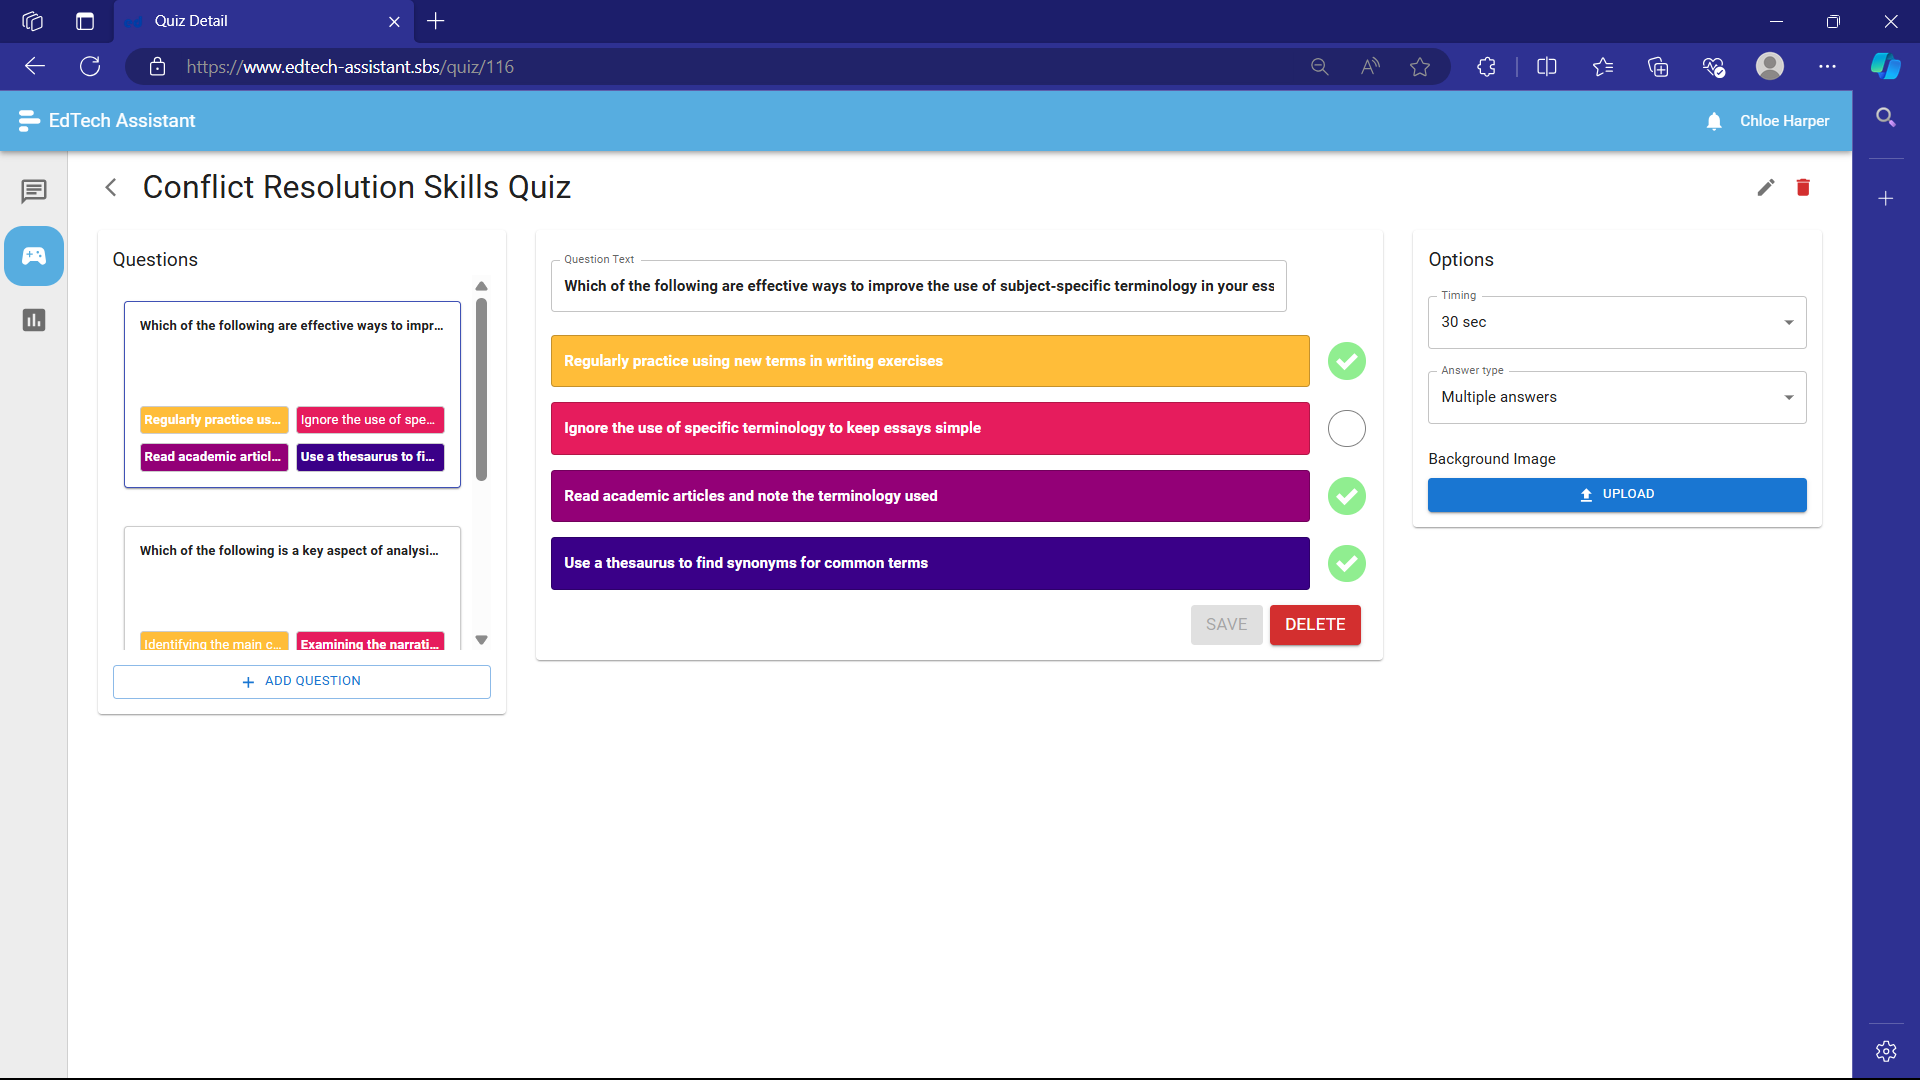 Quiz Detail
https://www.edtech-assistant.sbs/quiz/116
EdTech Assistant
Chloe Harper
Conflict Resolution Skills Quiz
Questions
Which of the following are effective ways to impr...
Regularly practice us...
Ignore the use of spe...
Read academic articl...
Use a thesaurus to fi...
Which of the following is a key aspect of analysi...
Identifying the main c...
Examining the narrati...
ADD QUESTION
Question Text
Which of the following are effective ways to improve the use of subject-specific terminology in your ess
Regularly practice using new terms in writing exercises
Ignore the use of specific terminology to keep essays simple
Read academic articles and note the terminology used
Use a thesaurus to find synonyms for common terms
SAVE
DELETE
Options
Timing
30 sec
Answer type
Multiple answers
Background Image
UPLOAD